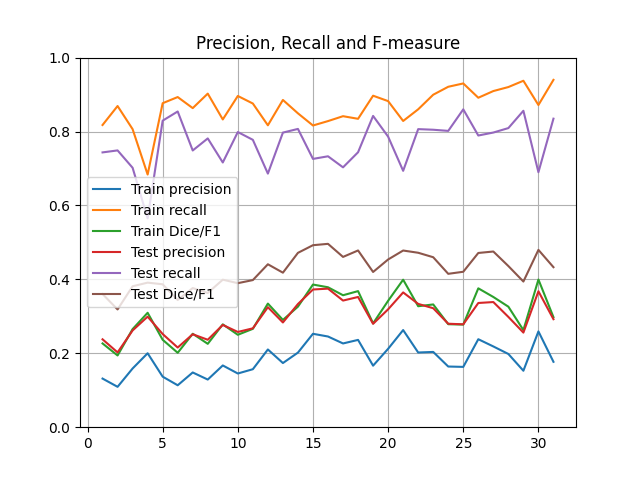 Precision, Recall and F-measure
1.0
0.8
0.6
0.4
0.2
0.0
Train precision
Train recall
Train Dice/F1
Test precision
Test recall
Test Dice/F1
0 5 10 15 20 25 30